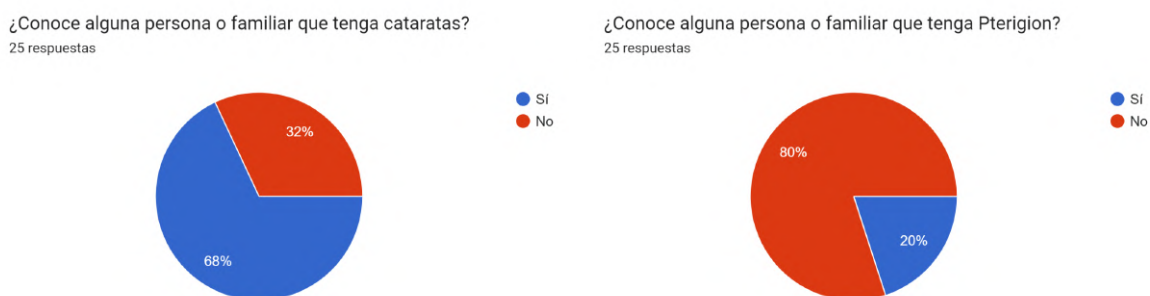 ¿Conoce alguna persona o familiar que tenga cataratas?
25 respuestas
Sí
No
32%
68%
¿Conoce alguna persona o familiar que tenga Pterigion?
25 respuestas
Sí
No
80%
20%